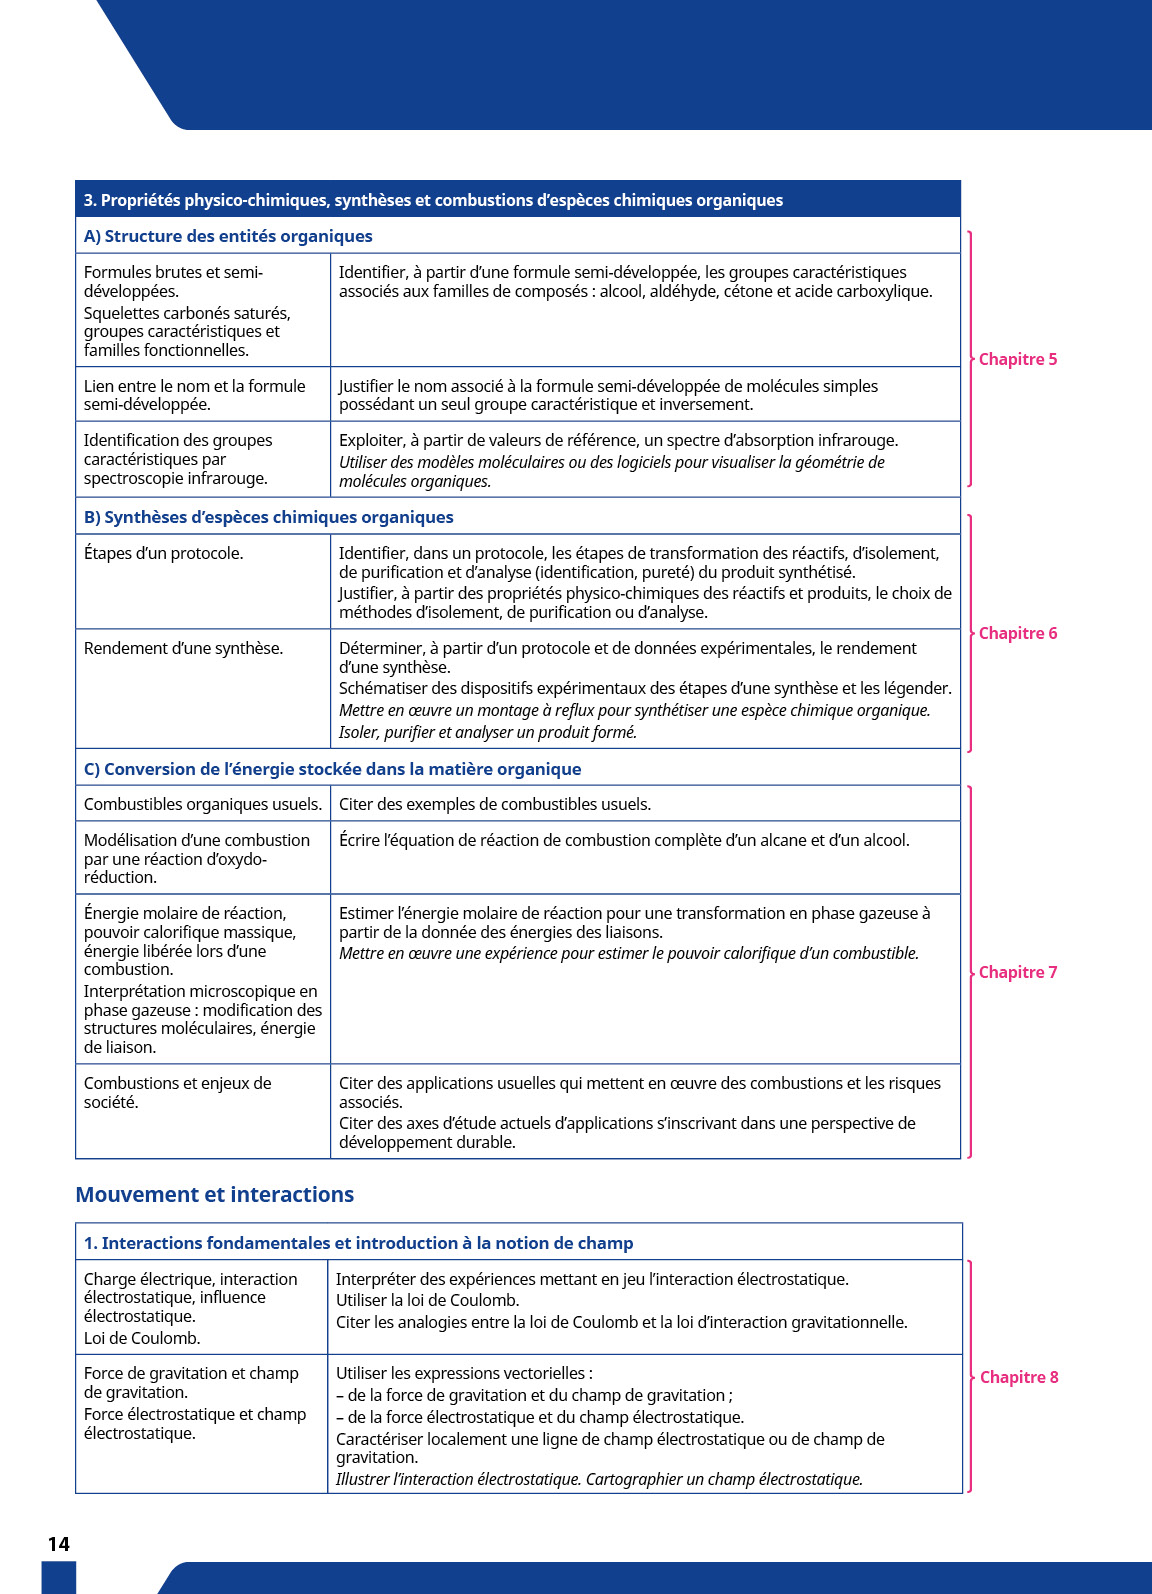 3. Propriétés physico-chimiques, synthèses et combustions d’espèces chimiques organiques
A) Structure des entités organiques
Formules brutes et semi-
développées.
Squelettes carbonés saturés,
groupes caractéristiques et
familles fonctionnelles.
Identifier, à partir d’une formule semi-développée, les groupes caractéristiques
associés aux familles de composés : alcool, aldéhyde, cétone et acide carboxylique.
Lien entre le nom et la formule
semi-développée.
Justifier le nom associé à la formule semi-développée de molécules simples
possédant un seul groupe caractéristique et inversement.
Identification des groupes
caractéristiques par
spectroscopie infrarouge.
Exploiter, à partir de valeurs de référence, un spectre d’absorption infrarouge.
Utiliser des modèles moléculaires ou des logiciels pour visualiser la géométrie de
molécules organiques.
Chapitre 5
B) Synthèses d’espèces chimiques organiques
Étapes d’un protocole.
Identifier, dans un protocole, les étapes de transformation des réactifs, d’isolement,
de purification et d’analyse (identification, pureté) du produit synthétisé.
Justifier, à partir des propriétés physico-chimiques des réactifs et produits, le choix de
méthodes d’isolement, de purification ou d’analyse.
Rendement d’une synthèse.
Déterminer, à partir d’un protocole et de données expérimentales, le rendement
d’une synthèse.
Schématiser des dispositifs expérimentaux des étapes d’une synthèse et les légender.
Mettre en œuvre un montage à reflux pour synthétiser une espèce chimique organique.
Isoler, purifier et analyser un produit formé.
Chapitre 6
C) Conversion de l’énergie stockée dans la matière organique
Combustibles organiques usuels.
Citer des exemples de combustibles usuels.
Modélisation d’une combustion
par une réaction d’oxydo-
réduction.
Écrire l’équation de réaction de combustion complète d’un alcane et d’un alcool.
Énergie molaire de réaction,
pouvoir calorifique massique,
énergie libérée lors d’une
combustion.
Interprétation microscopique en
phase gazeuse : modification des
structures moléculaires, énergie
de liaison.
Estimer l’énergie molaire de réaction pour une transformation en phase gazeuse à
partir de la donnée des énergies des liaisons.
Mettre en œuvre une expérience pour estimer le pouvoir calorifique d’un combustible.
Combustions et enjeux de
société.
Citer des applications usuelles qui mettent en œuvre des combustions et les risques
associés.
Citer des axes d’étude actuels d’applications s’inscrivant dans une perspective de
développement durable.
Chapitre 7
Mouvement et interactions
1. Interactions fondamentales et introduction à la notion de champ
Charge électrique, interaction
électrostatique, influence
électrostatique.
Loi de Coulomb.
Interpréter des expériences mettant en jeu l’interaction électrostatique.
Utiliser la loi de Coulomb.
Citer les analogies entre la loi de Coulomb et la loi d’interaction gravitationnelle.
Force de gravitation et champ
de gravitation.
Force électrostatique et champ
électrostatique.
Utiliser les expressions vectorielles :
– de la force de gravitation et du champ de gravitation ;
– de la force électrostatique et du champ électrostatique.
Caractériser localement une ligne de champ électrostatique ou de champ de
gravitation.
Illustrer l’interaction électrostatique. Cartographier un champ électrostatique.
Chapitre 8
14